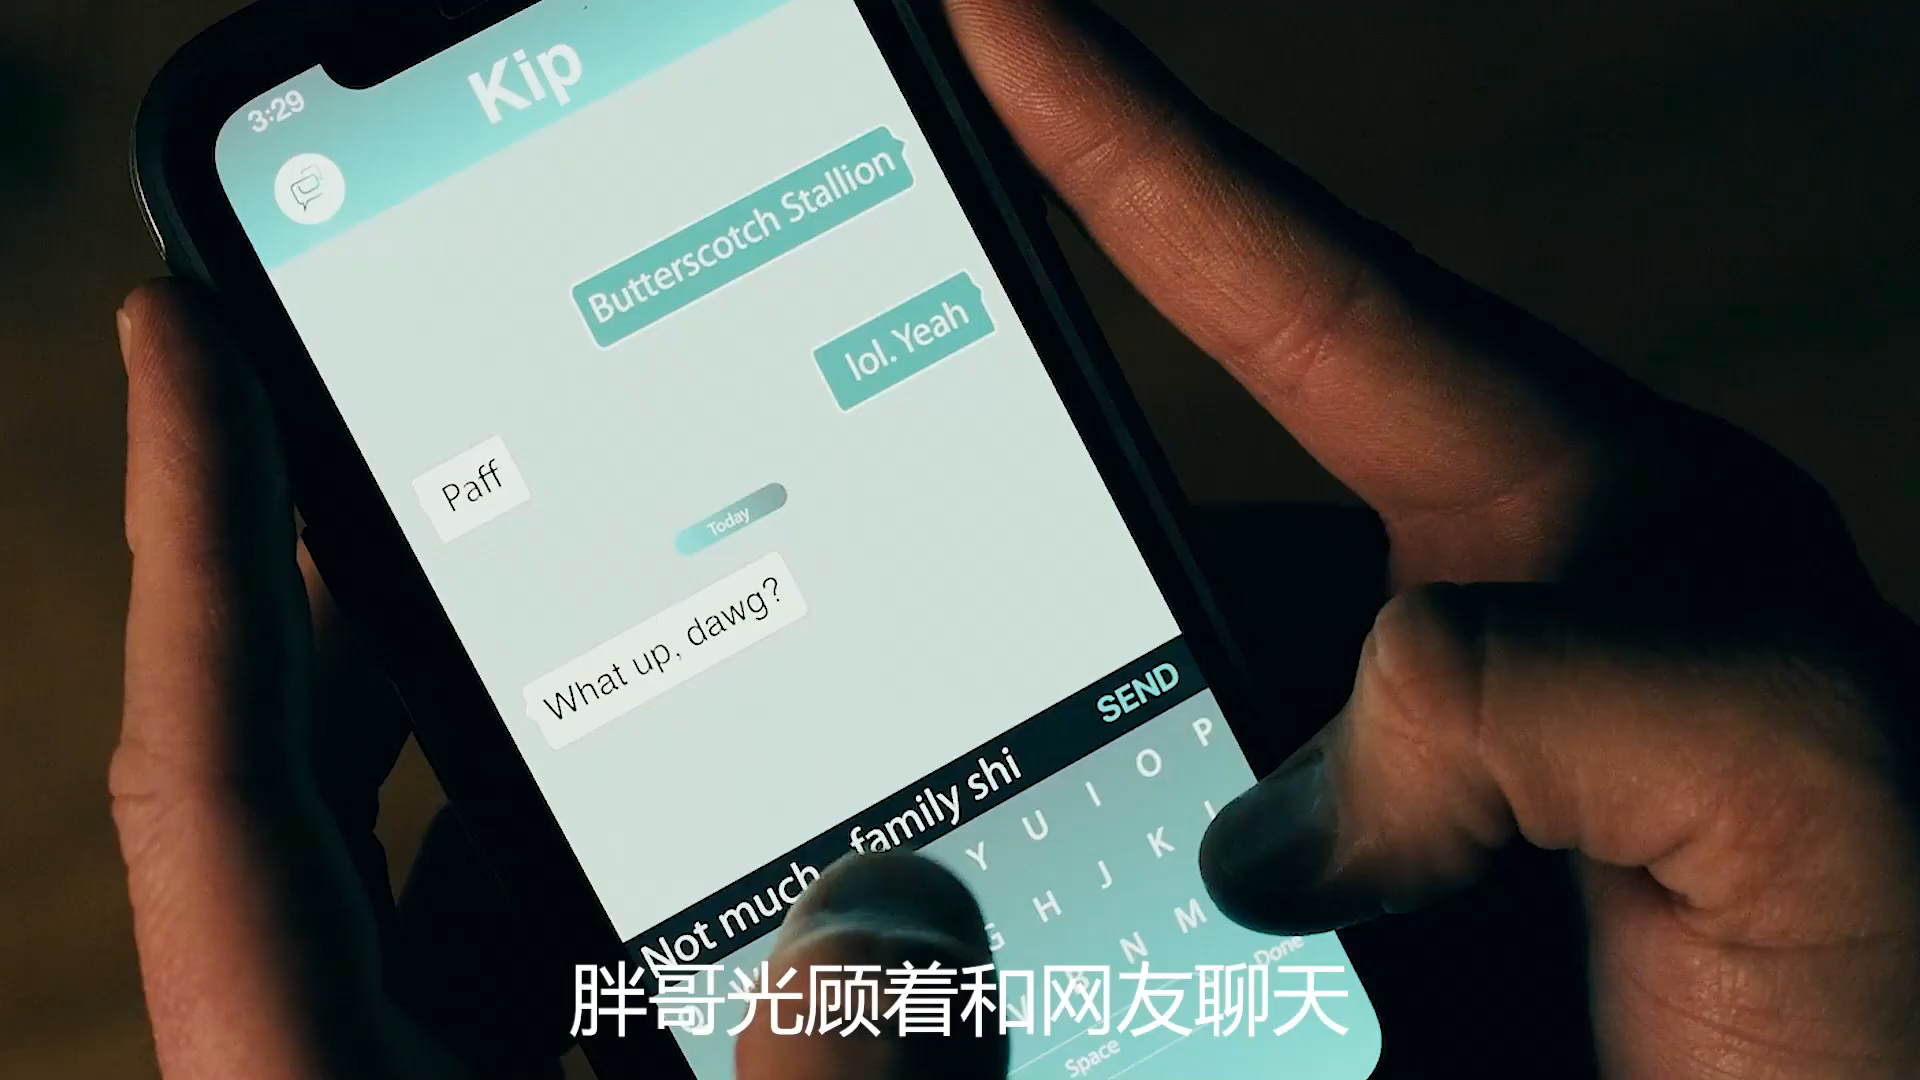 3:29
Kip
Butterscotch Stallion
lol. Yeah
Paff
Today
What up, dawg?
Not much family shi
SEND
Y U I O P
G H J K L
V B N M
Space
Done
胖哥光顾着和网友聊天